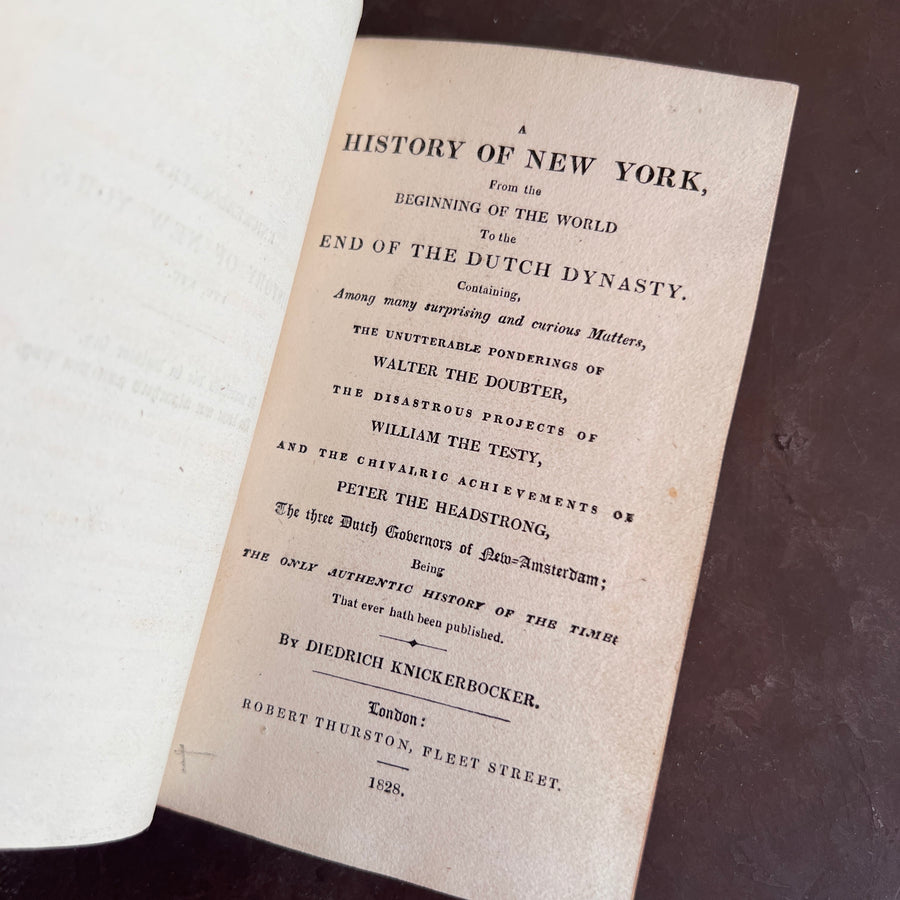 A
HISTORY OF NEW YORK,
From the
BEGINNING OF THE WORLD
To the
END OF THE DUTCH DYNASTY.
Containing,
Among many surprising and curious Matters,
THE UNUTTERABLE PONDERINGS OF
WALTER THE DOUBTER,
THE DISASTROUS PROJECTS OF
WILLIAM THE TESTY,
AND THE CHIVALRIC ACHIEVEMENTS OF
PETER THE HEADSTRONG,
The three Dutch Governors of New=Amsterdam;
Being
THE ONLY AUTHENTIC HISTORY OF THE TIMES
That ever hath been published.
By DIEDRICH KNICKERBOCKER.
London:
ROBERT THURSTON, FLEET STREET.
1828.